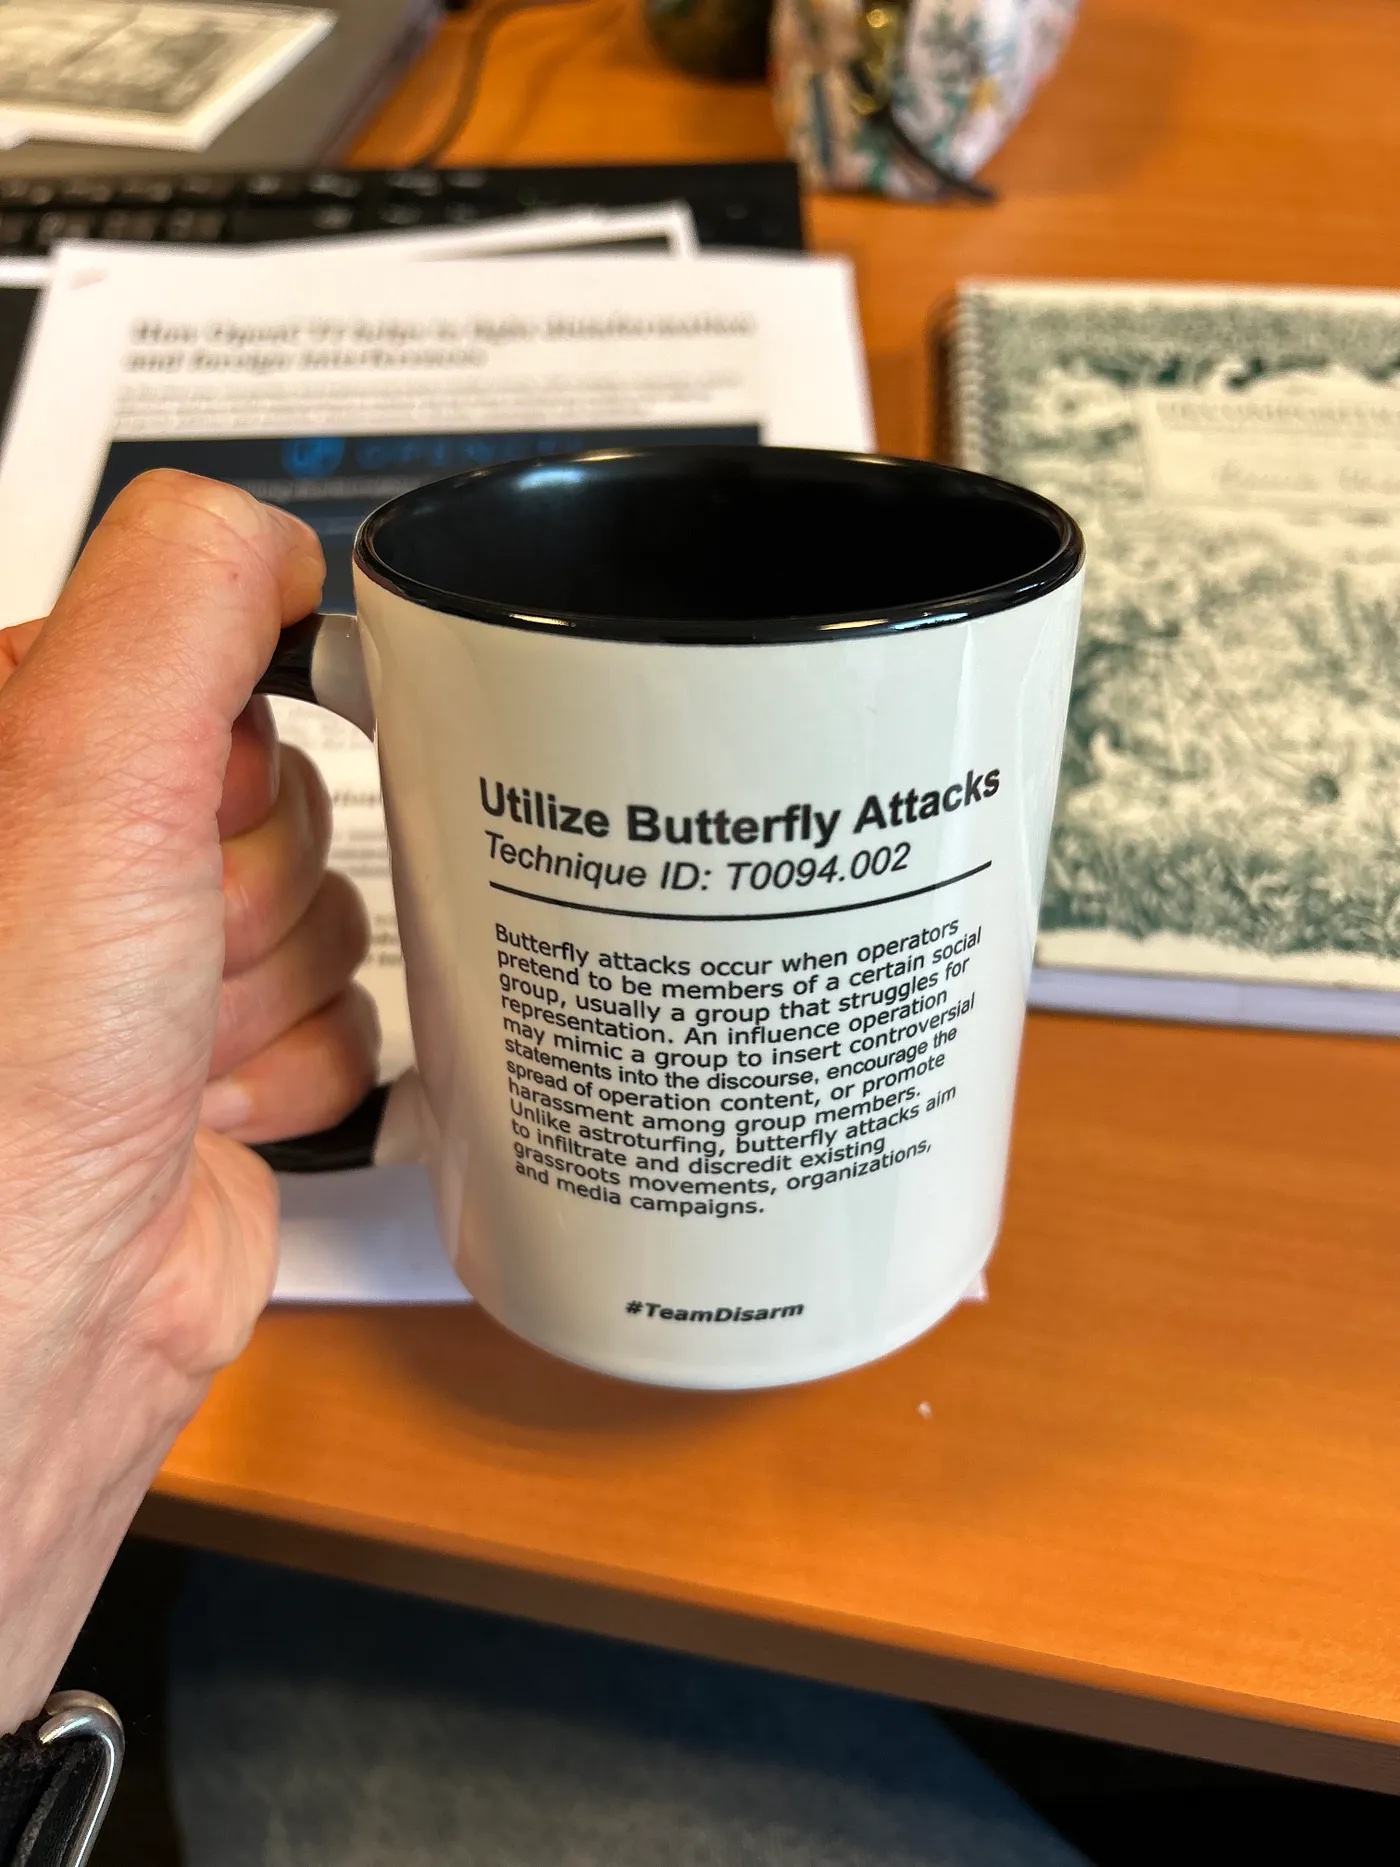 and foreign interference
Utilize Butterfly Attacks
Technique ID: T0094.002
Butterfly attacks occur when operators
pretend to be members of a certain social
group, usually a group that struggles for
representation. An influence operation
may mimic a group to insert controversial
statements into the discourse, encourage the
spread of operation content, or promote
harassment among group members.
Unlike astroturfing, butterfly attacks aim
to infiltrate and discredit existing
grassroots movements, organizations,
and media campaigns.
#TeamDisarm